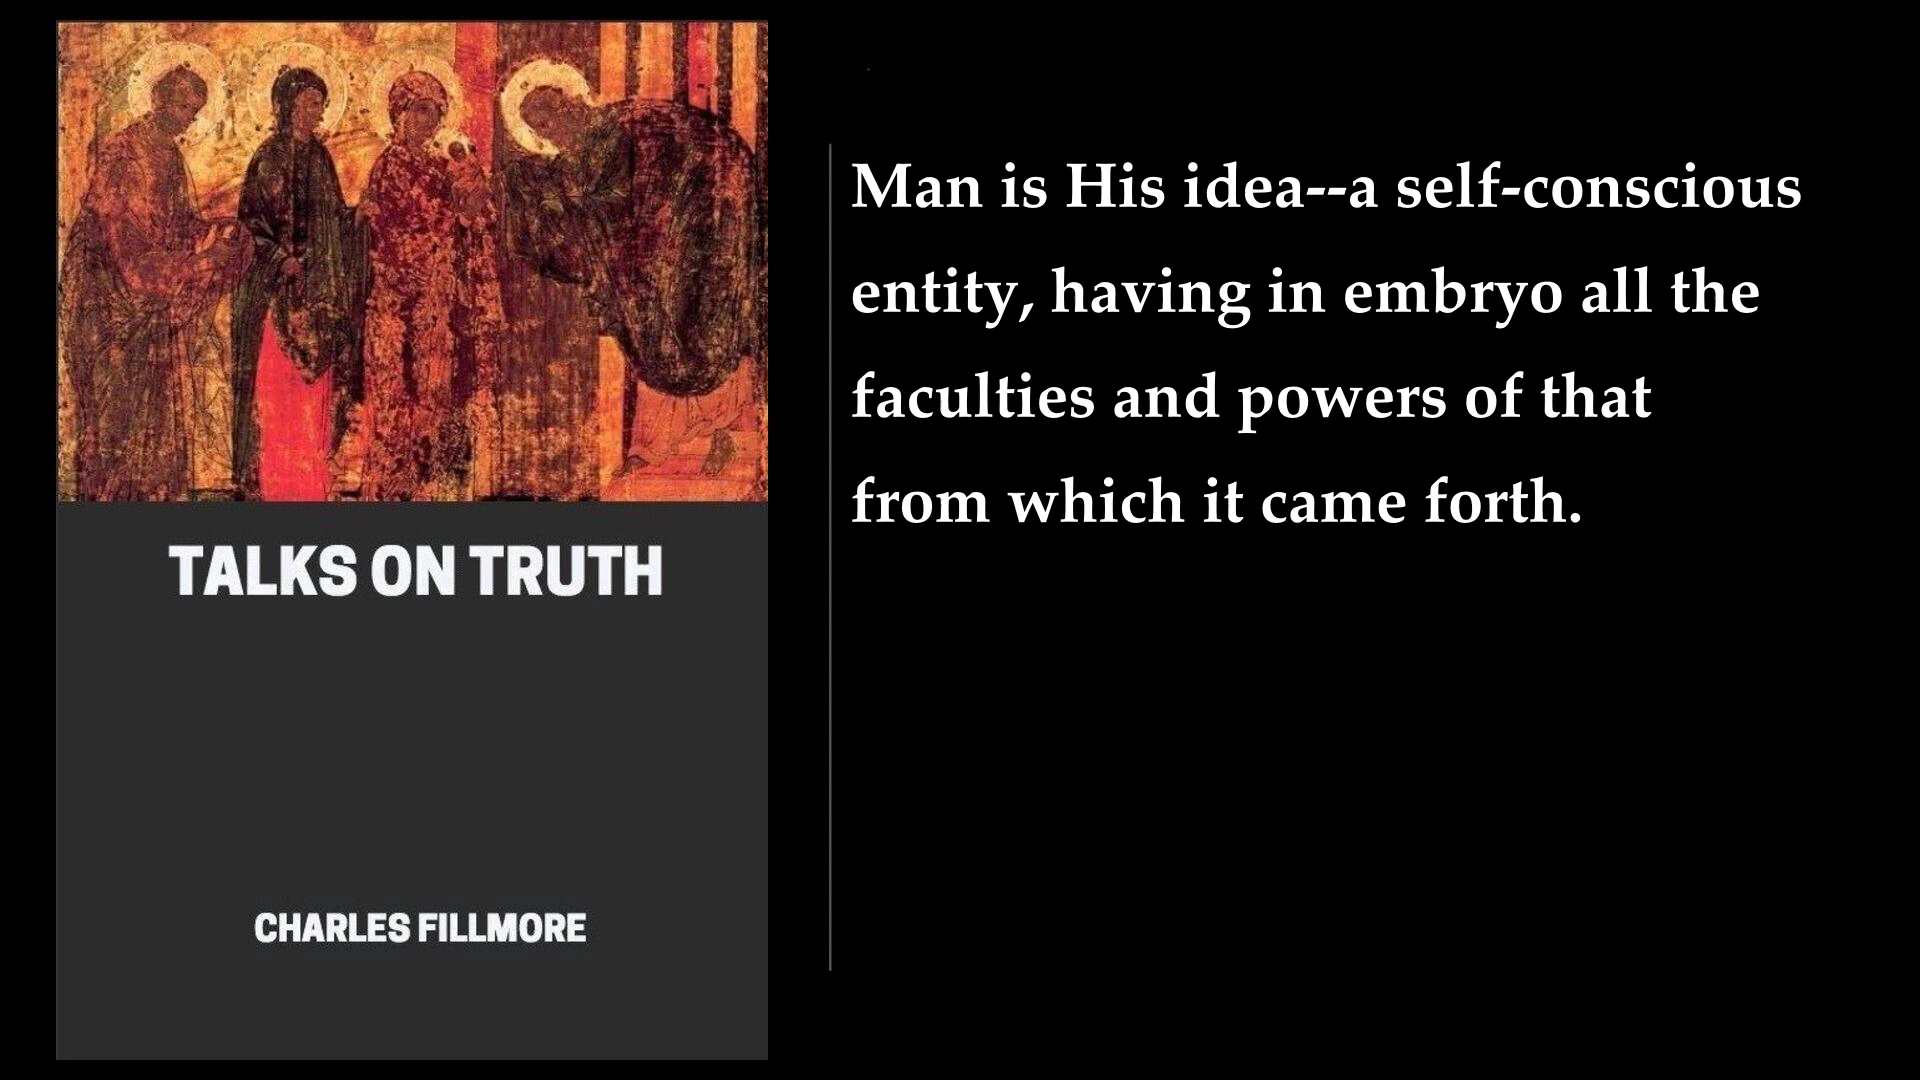 TALKS ON TRUTH
CHARLES FILLMORE
Man is His idea--a self-conscious
entity, having in embryo all the
faculties and powers of that
from which it came forth.